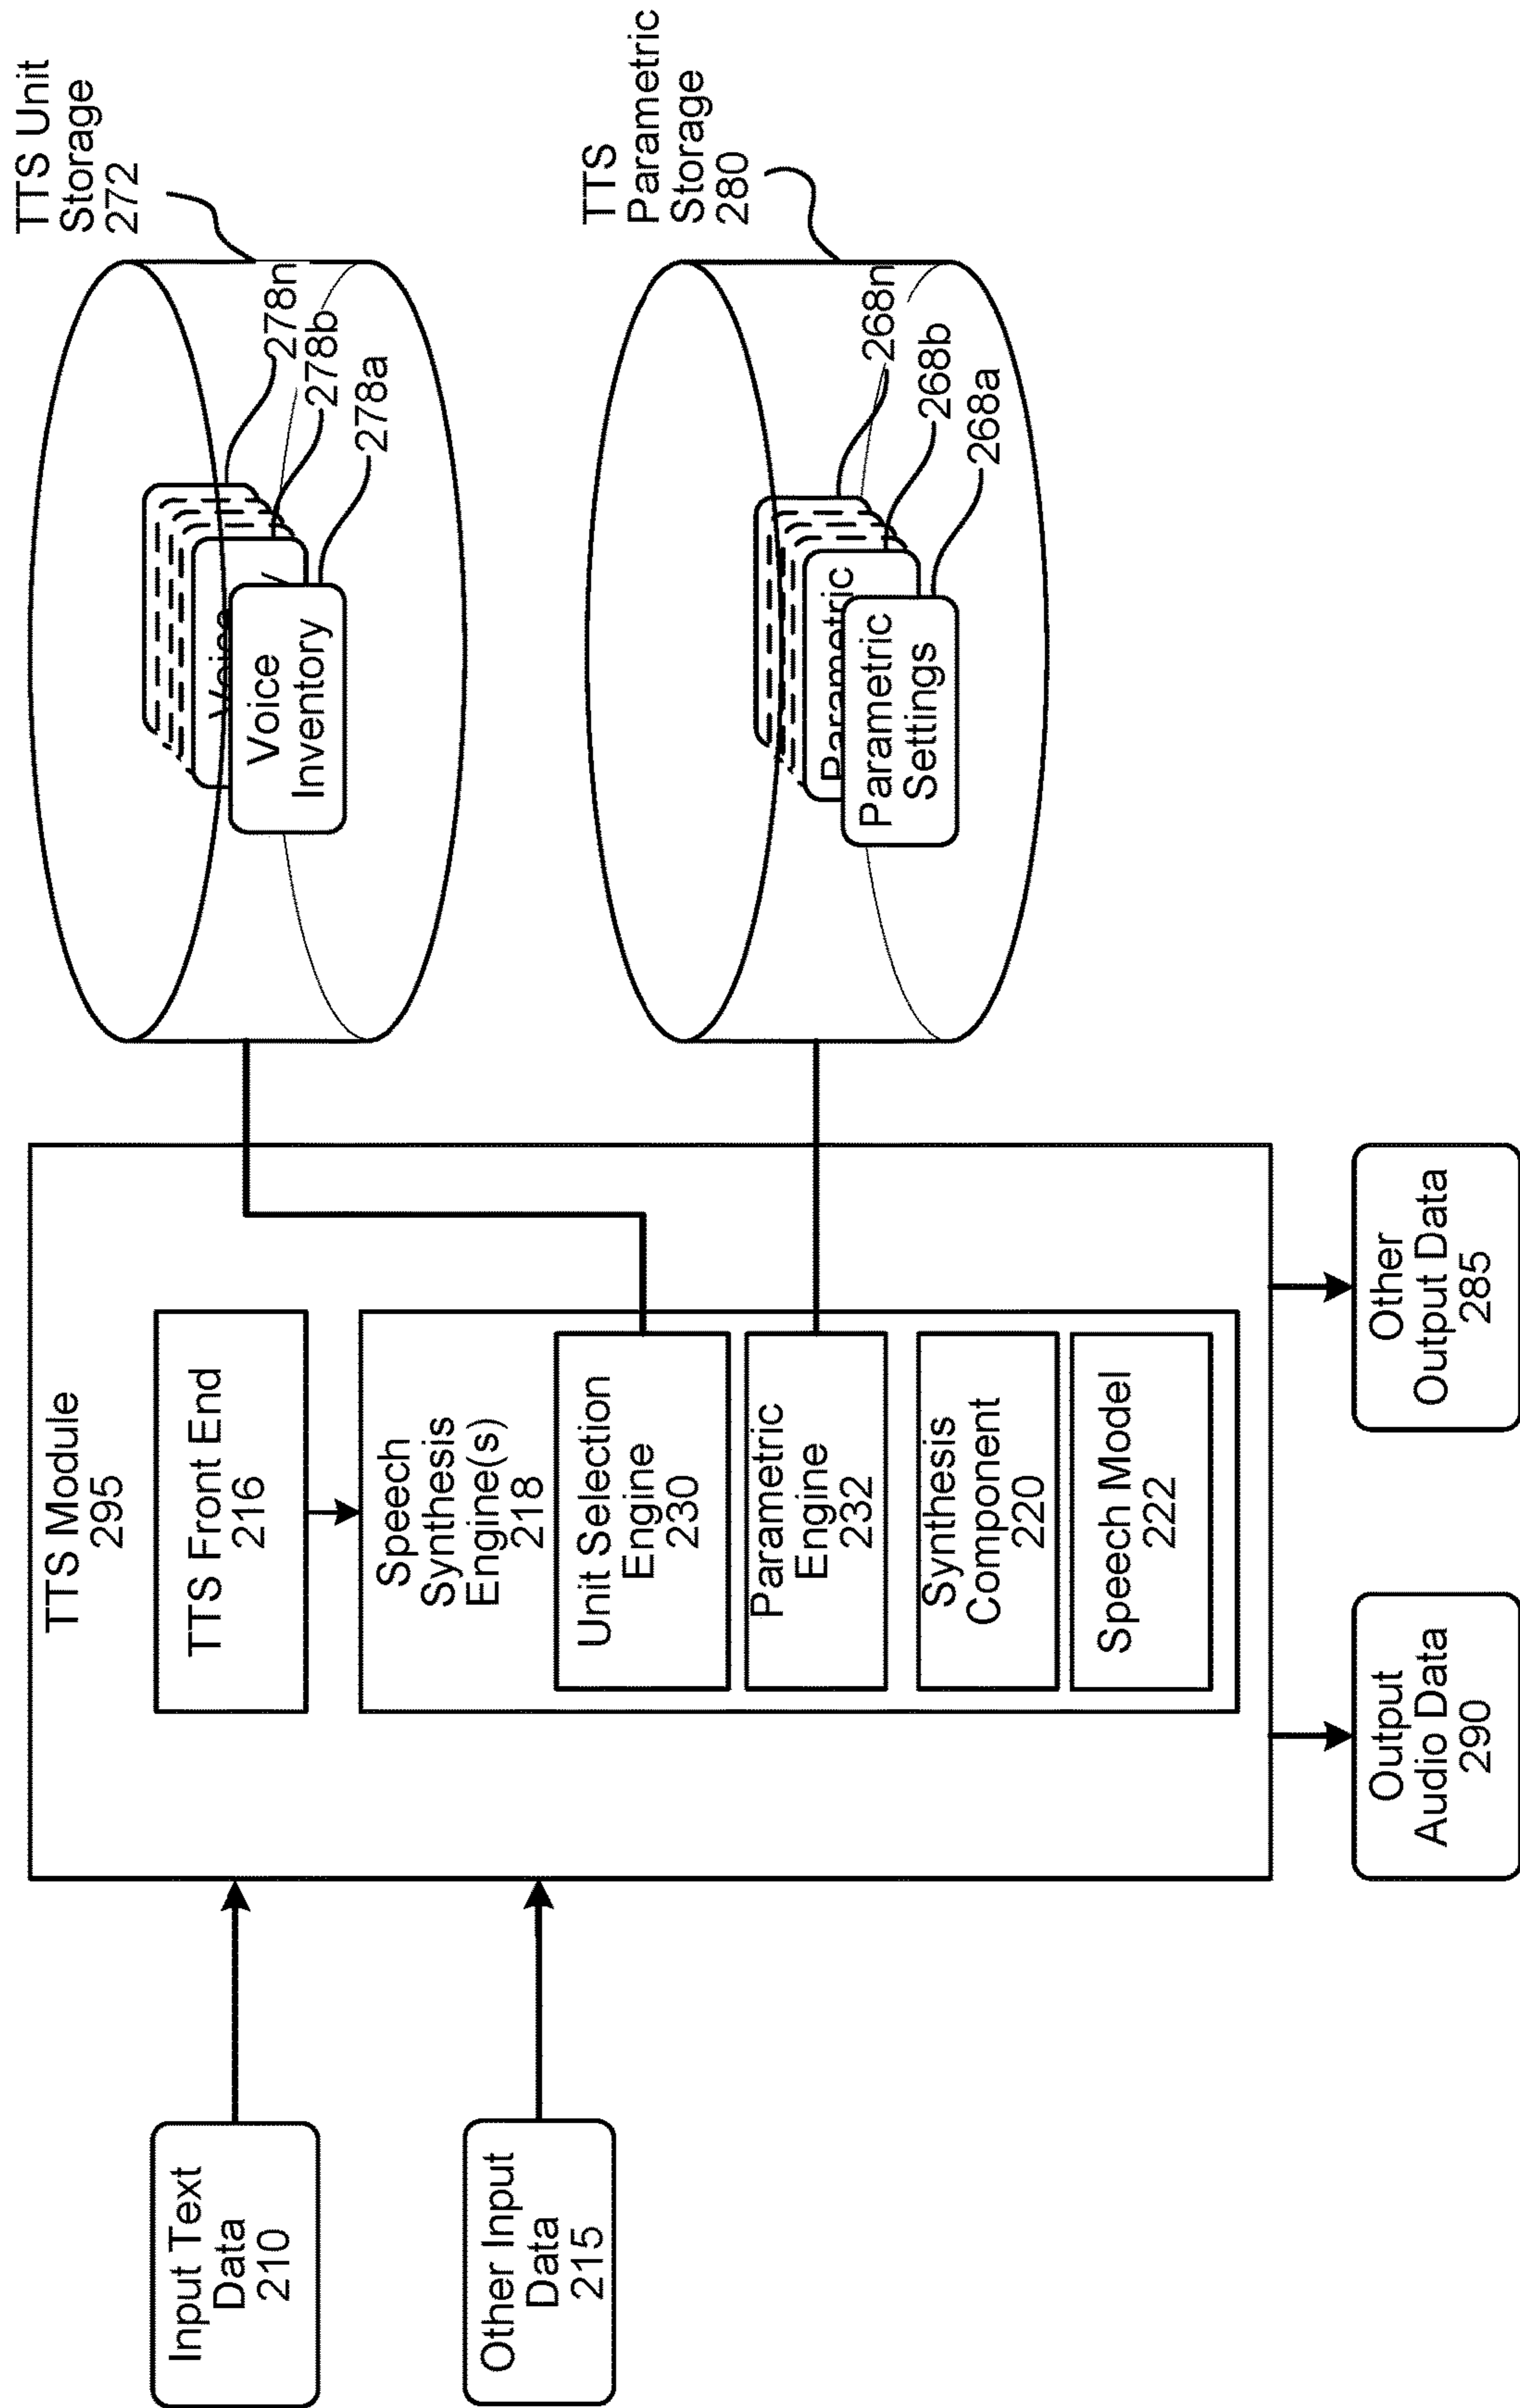 Input Text
Data
210
Other Input
Data
215
TTS Module
295
TTS Front End
216
Speech
Synthesis
Engine(s)
218
Unit Selection
Engine
230
Parametric
Engine
232
Synthesis
Component
220
Speech Model
222
Output
Audio Data
290
Other
Output Data
285
TTS Unit
Storage
272
278n
278b
278a
Voice
Voice
Inventory
TTS
Parametric
Storage
280
268n
268b
268a
Parametric
Parametric
Settings